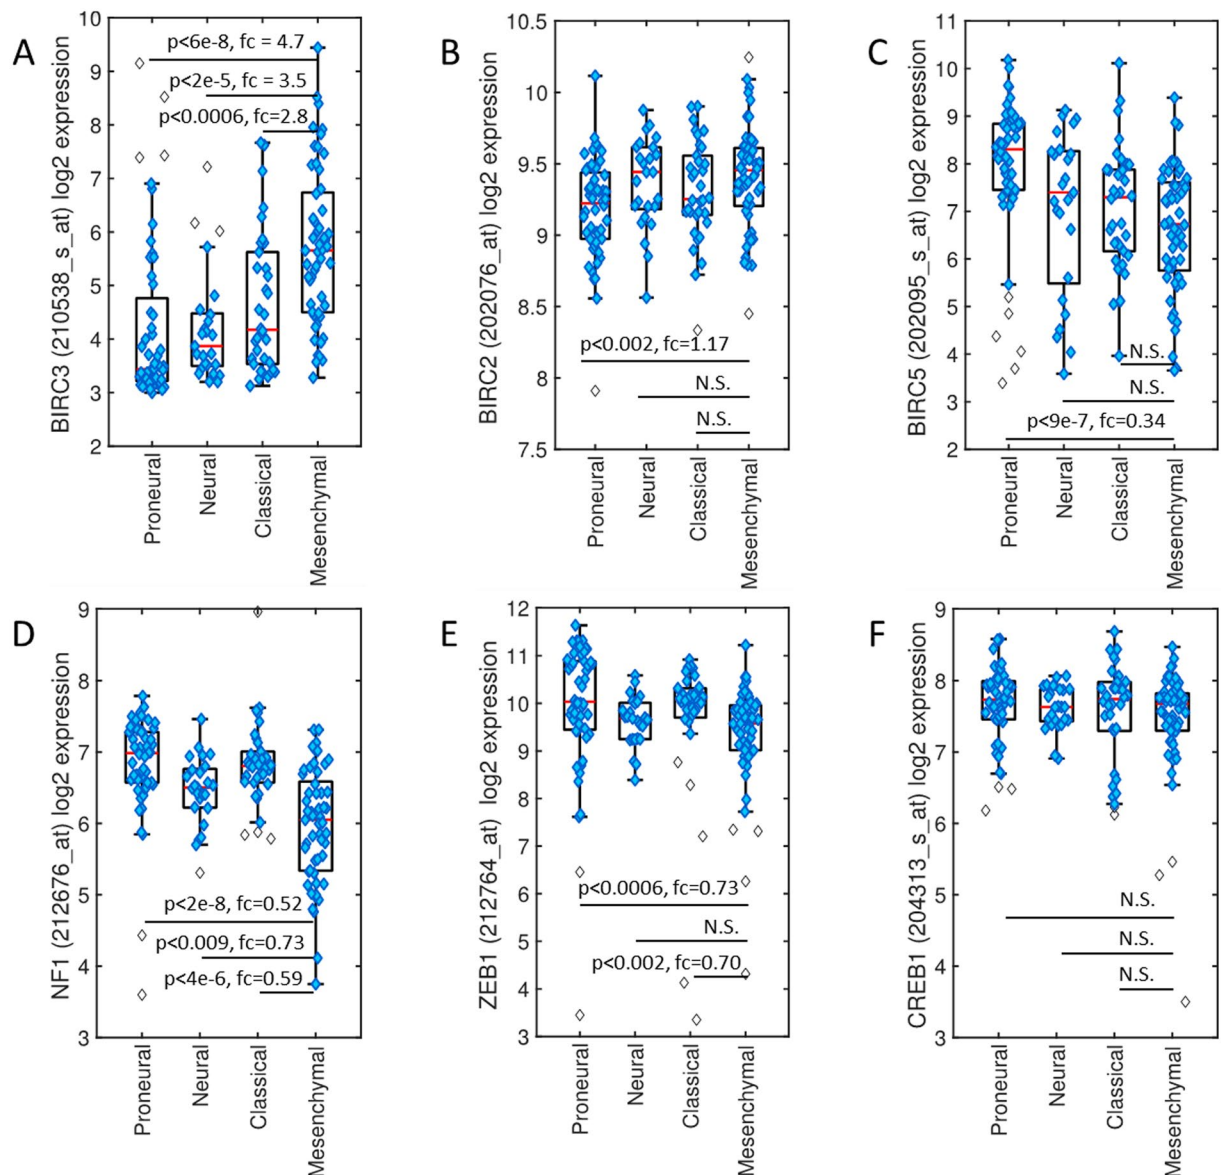 A
BIRC3 (210538_s_at) log2 expression
10
9
8
7
6
5
4
3
2
p<6e-8, fc = 4.7
p<2e-5, fc = 3.5
p<0.0006, fc=2.8
Proneural
Neural
Classical
Mesenchymal
B
BIRC2 (202076_at) log2 expression
10.5
10
9.5
9
8.5
8
7.5
p<0.002, fc=1.17
N.S.
N.S.
Proneural
Neural
Classical
Mesenchymal
C
BIRC5 (202095_s_at) log2 expression
11
10
9
8
7
6
5
4
3
2
N.S.
N.S.
p<9e-7, fc=0.34
Proneural
Neural
Classical
Mesenchymal
D
NF1 (212676_at) log2 expression
9
8
7
6
5
4
3
p<2e-8, fc=0.52
p<0.009, fc=0.73
p<4e-6, fc=0.59
Proneural
Neural
Classical
Mesenchymal
E
ZEB1 (212764_at) log2 expression
12
11
10
9
8
7
6
5
4
3
p<0.0006, fc=0.73
N.S.
p<0.002, fc=0.70
Proneural
Neural
Classical
Mesenchymal
F
CREB1 (204313_s_at) log2 expression
9
8
7
6
5
4
3
N.S.
N.S.
N.S.
Proneural
Neural
Classical
Mesenchymal